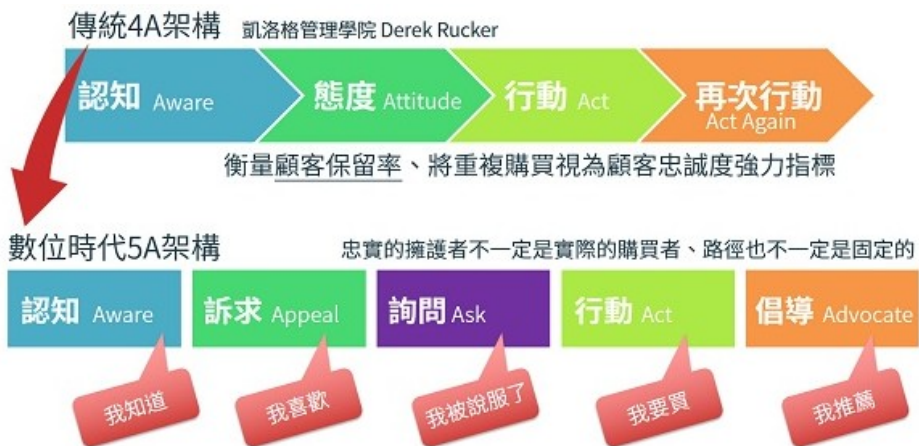 傳統4A架構 凱洛格管理學院 Derek Rucker
認知 Aware 態度 Attitude 行動 Act 再次行動
Act Again
衡量顧客保留率、將重複購買視為顧客忠誠度強力指標
數位時代5A架構 忠實的擁護者不一定是實際的購買者、路徑也不一定是固定的
認知 Aware 訴求 Appeal 詢問 Ask 行動 Act 倡導 Advocate
我知道 我喜歡 我被說服了 我要買 我推薦